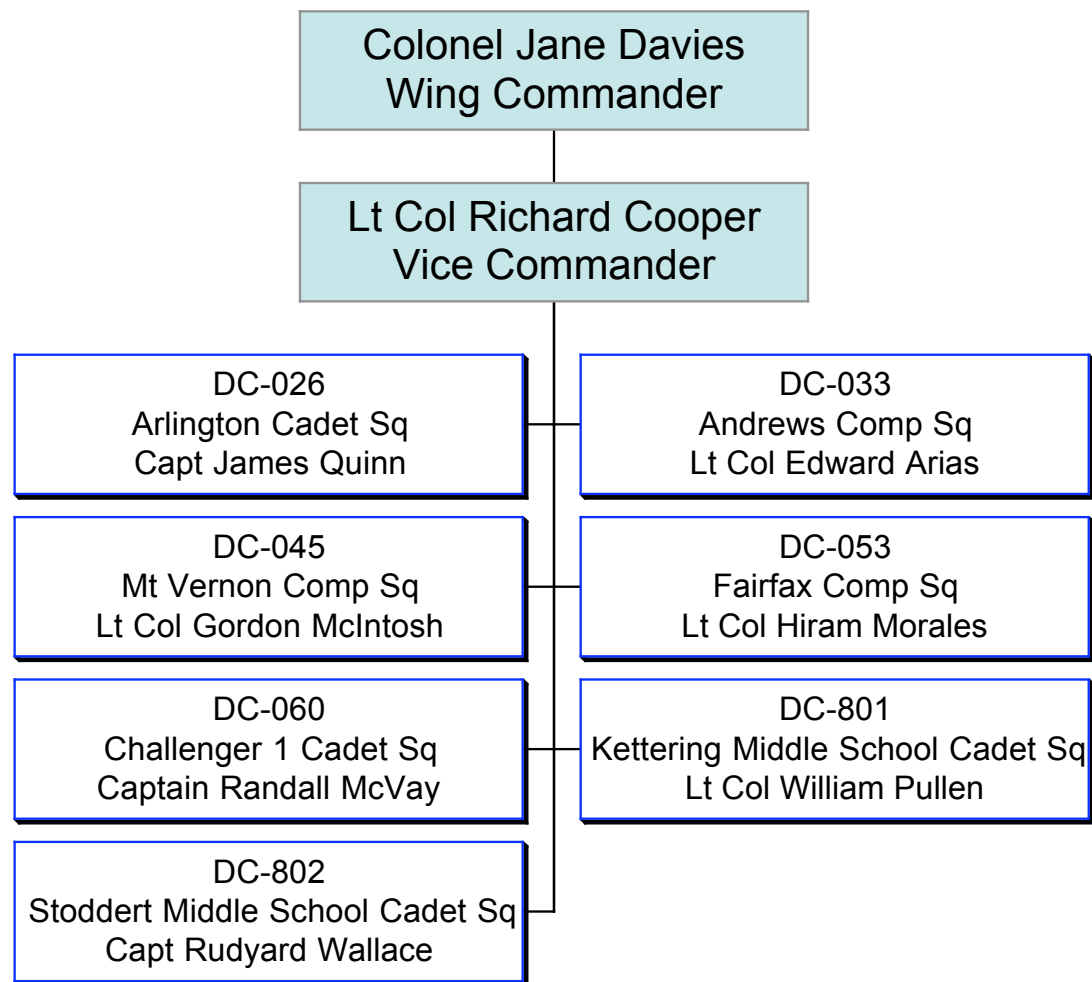 Colonel Jane Davies
Wing Commander
Lt Col Richard Cooper
Vice Commander
DC-026
Arlington Cadet Sq
Capt James Quinn
DC-033
Andrews Comp Sq
Lt Col Edward Arias
DC-045
Mt Vernon Comp Sq
Lt Col Gordon McIntosh
DC-053
Fairfax Comp Sq
Lt Col Hiram Morales
DC-060
Challenger 1 Cadet Sq
Captain Randall McVay
DC-801
Kettering Middle School Cadet Sq
Lt Col William Pullen
DC-802
Stoddert Middle School Cadet Sq
Capt Rudyard Wallace